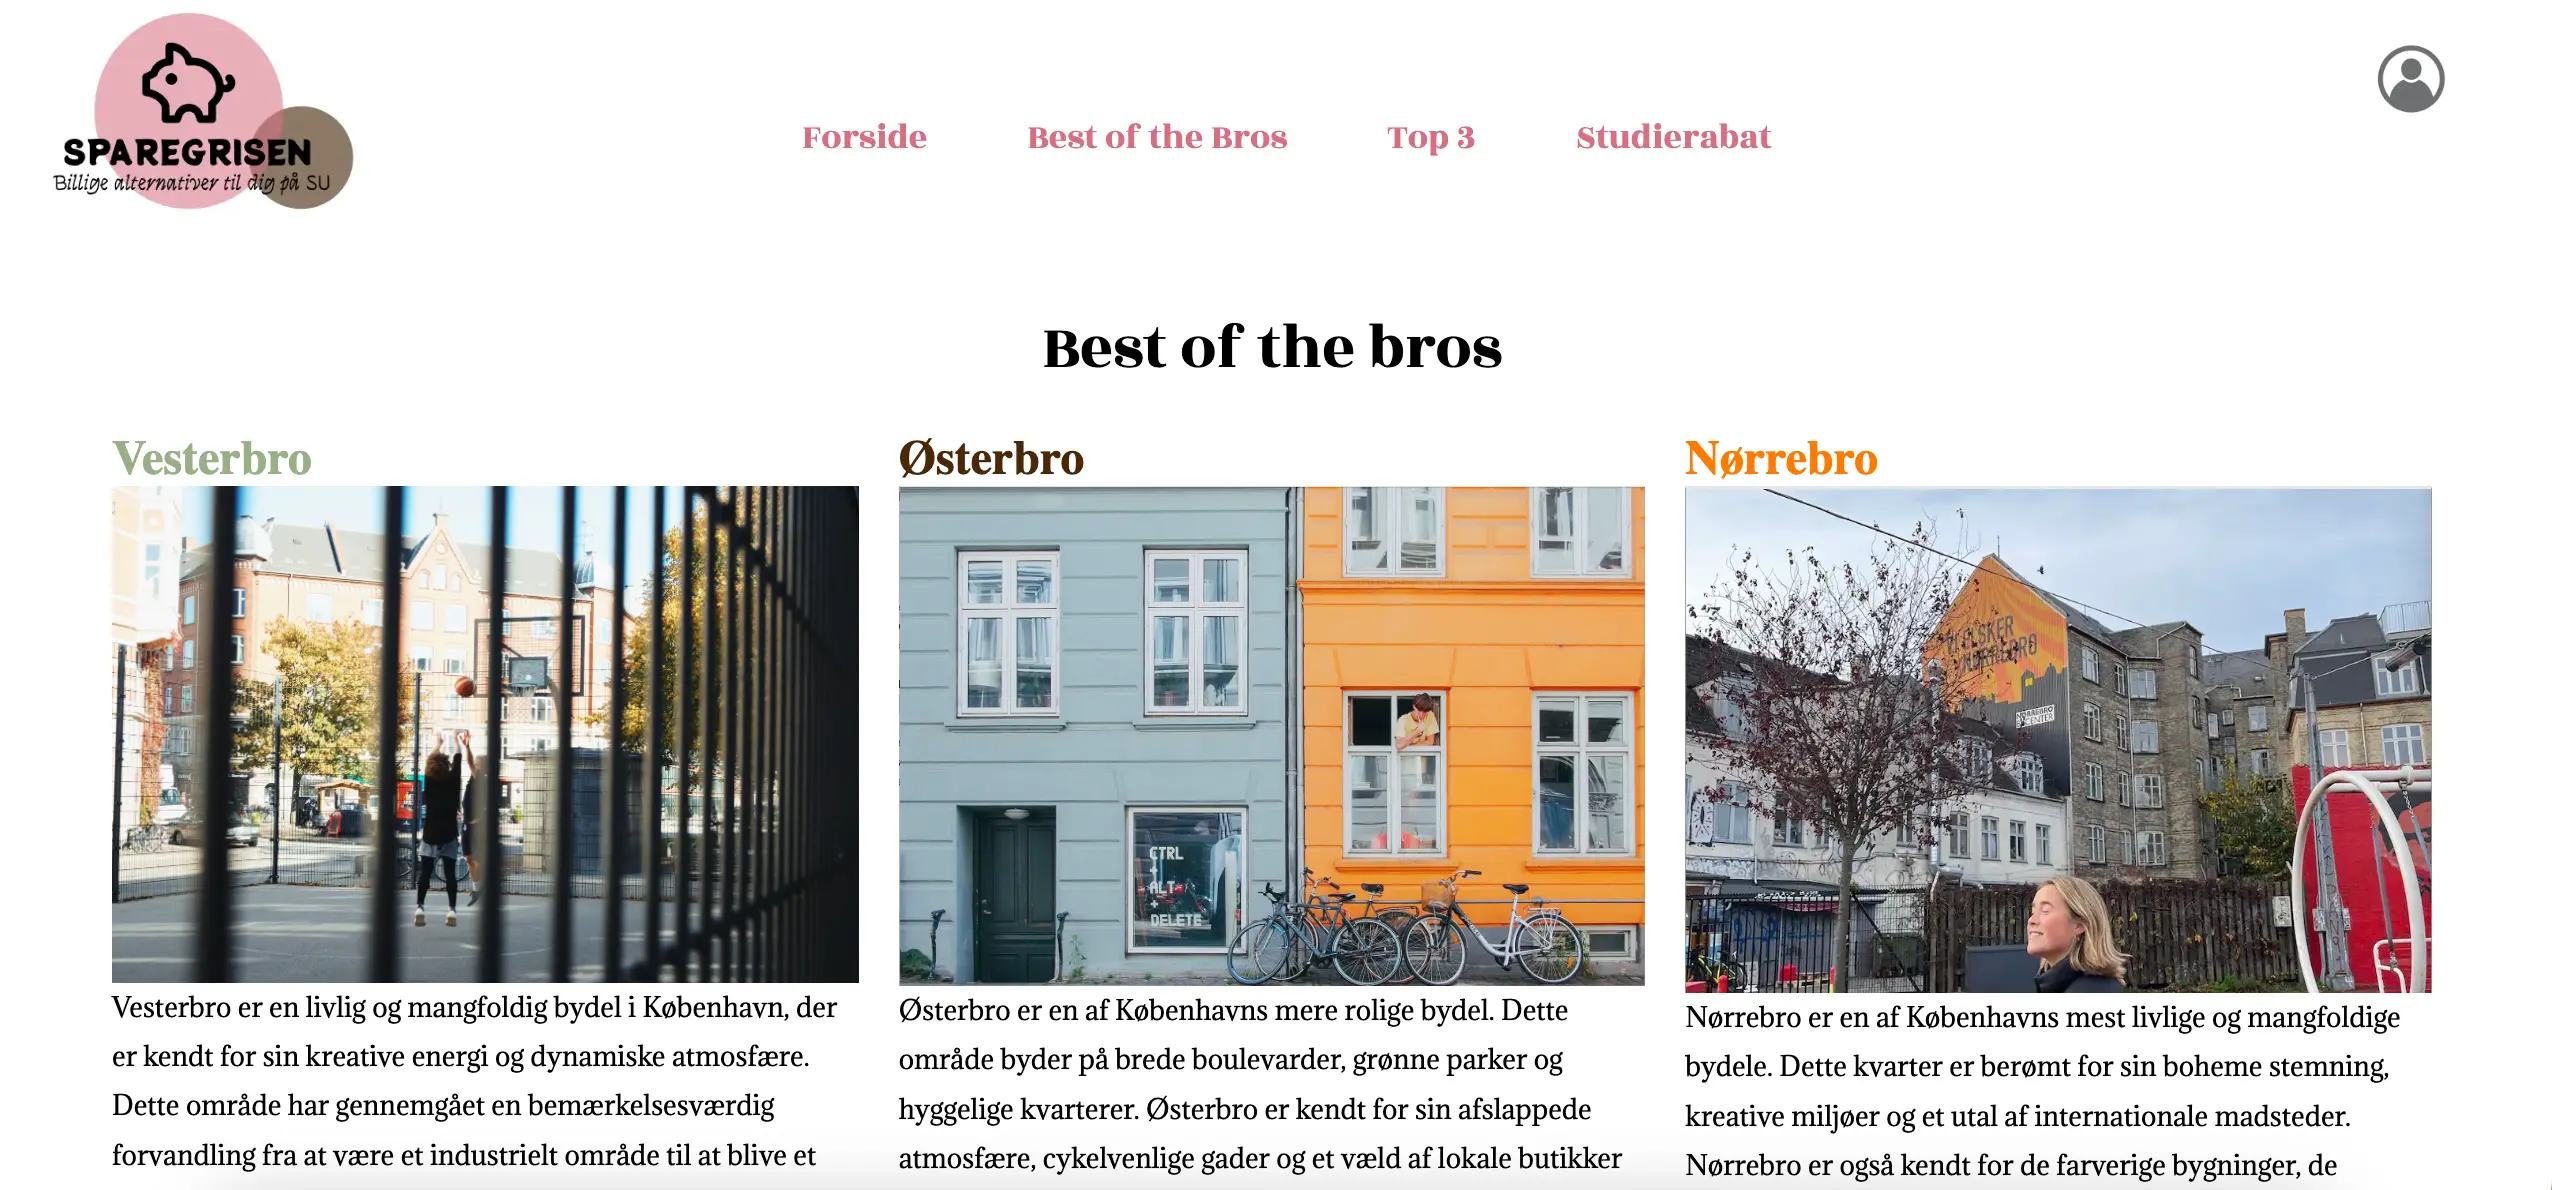 SPAREGRISEN
Billige alternativer til dig på SU
Forside
Best of the Bros
Top 3
Studierabat
Best of the bros
Vesterbro
Vesterbro er en livlig og mangfoldig bydel i København, der
er kendt for sin kreative energi og dynamiske atmosfære.
Dette område har gennemgået en bemærkelsesværdig
forvandling fra at være et industrielt område til at blive et
Østerbro
CTRL
+
ALT
+
DELETE
Østerbro er en af Københavns mere rolige bydel. Dette
område byder på brede boulevarder, grønne parker og
hyggelige kvarterer. Østerbro er kendt for sin afslappede
atmosfære, cykelvenlige gader og et væld af lokale butikker
Nørrebro
ELSKER
NØRREBRO
NØRREBRO
CENTER
Nørrebro er en af Københavns mest livlige og mangfoldige
bydele. Dette kvarter er berømt for sin boheme stemning,
kreative miljøer og et utal af internationale madsteder.
Nørrebro er også kendt for de farverige bygninger, de